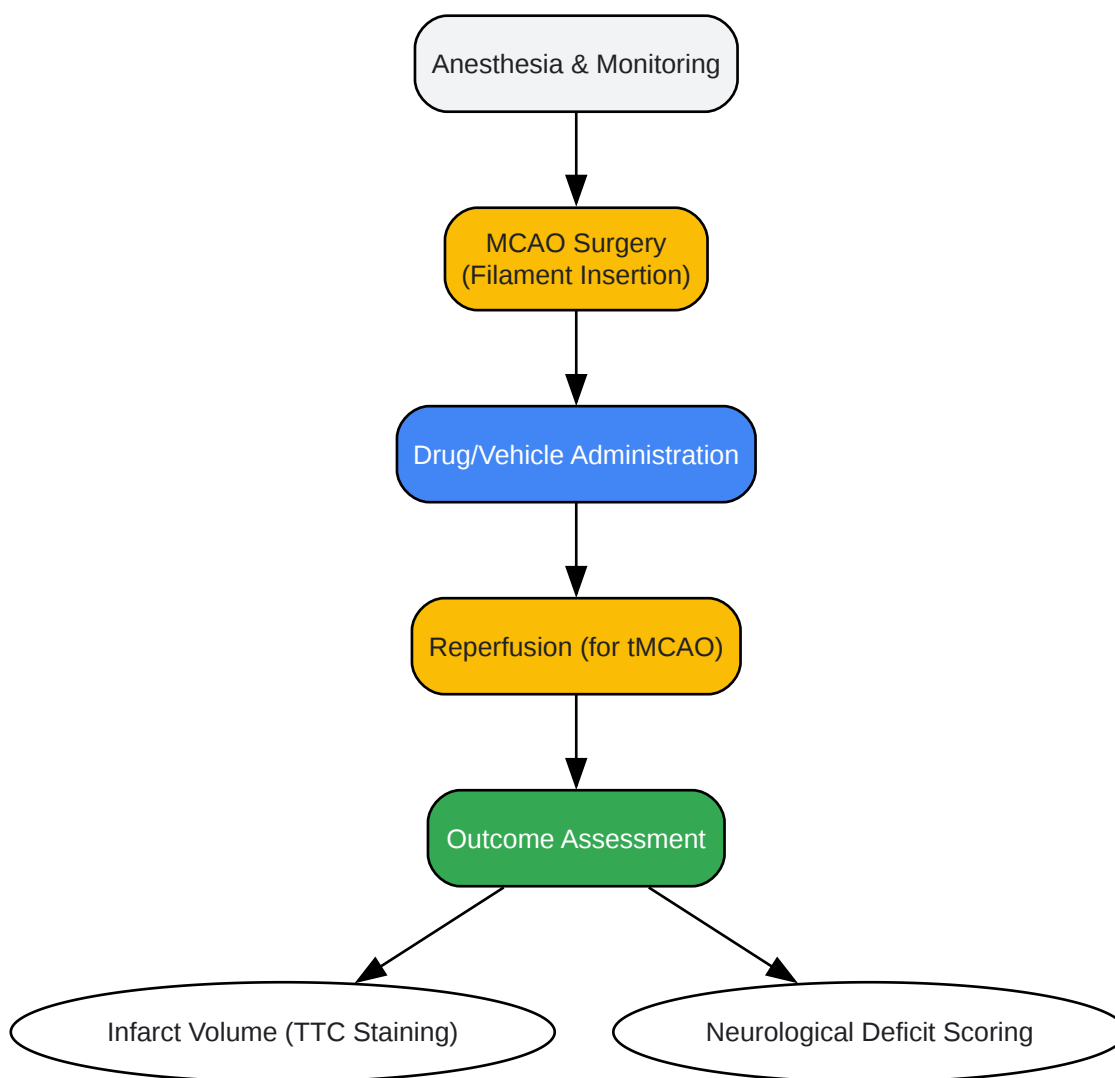 Anesthesia & Monitoring
MCAO Surgery
(Filament Insertion)
Drug/Vehicle Administration
Reperfusion (for tMCAO)
Outcome Assessment
Infarct Volume (TTC Staining)
Neurological Deficit Scoring